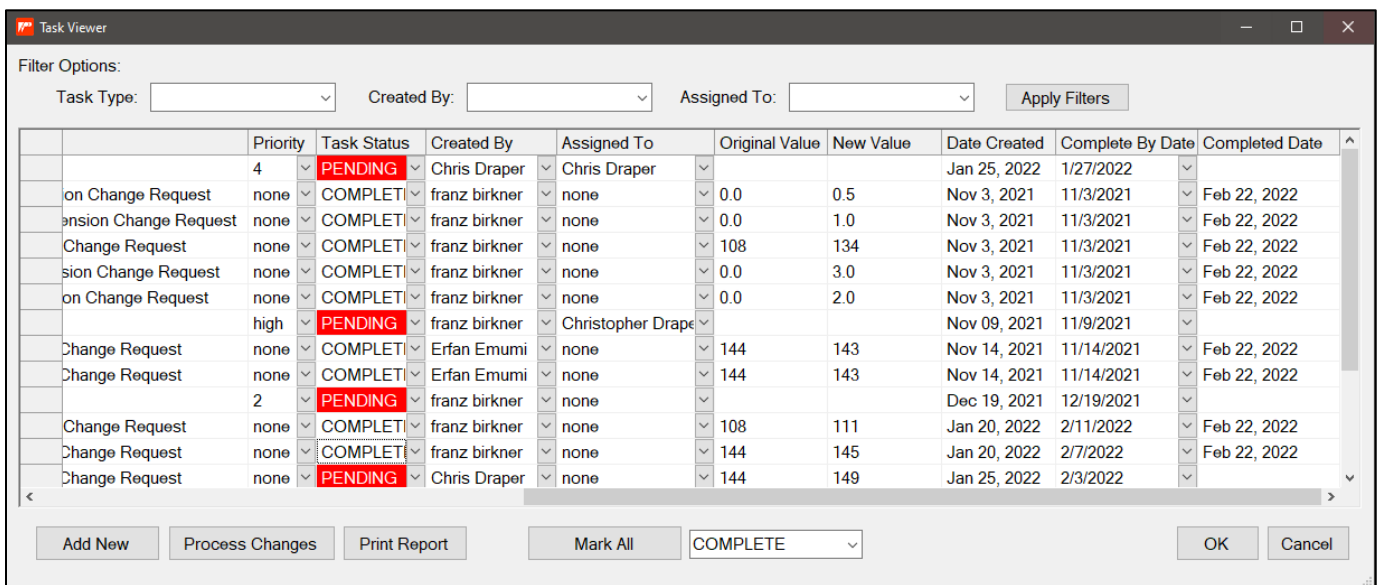 Task Viewer
Filter Options:
Task Type: Created By: Assigned To: Apply Filters
Priority Task Status Created By Assigned To Original Value New Value Date Created Complete By Date Completed Date
4 PENDING Chris Draper Chris Draper Jan 25, 2022 1/27/2022
ion Change Request none COMPLETE franz birkner none 0.0 0.5 Nov 3, 2021 11/3/2021 Feb 22, 2022
ension Change Request none COMPLETE franz birkner none 0.0 1.0 Nov 3, 2021 11/3/2021 Feb 22, 2022
Change Request none COMPLETE franz birkner none 108 134 Nov 3, 2021 11/3/2021 Feb 22, 2022
sion Change Request none COMPLETE franz birkner none 0.0 3.0 Nov 3, 2021 11/3/2021 Feb 22, 2022
on Change Request none COMPLETE franz birkner none 0.0 2.0 Nov 3, 2021 11/3/2021 Feb 22, 2022
high PENDING franz birkner Christopher Drape Nov 09, 2021 11/9/2021
Change Request none COMPLETE Erfan Emumi none 144 143 Nov 14, 2021 11/14/2021 Feb 22, 2022
Change Request none COMPLETE Erfan Emumi none 144 143 Nov 14, 2021 11/14/2021 Feb 22, 2022
2 PENDING franz birkner none Dec 19, 2021 12/19/2021
Change Request none COMPLETE franz birkner none 108 111 Jan 20, 2022 2/11/2022 Feb 22, 2022
Change Request none COMPLETE franz birkner none 144 145 Jan 20, 2022 2/7/2022 Feb 22, 2022
Change Request none PENDING Chris Draper none 144 149 Jan 25, 2022 2/3/2022
Add New Process Changes Print Report Mark All COMPLETE OK Cancel